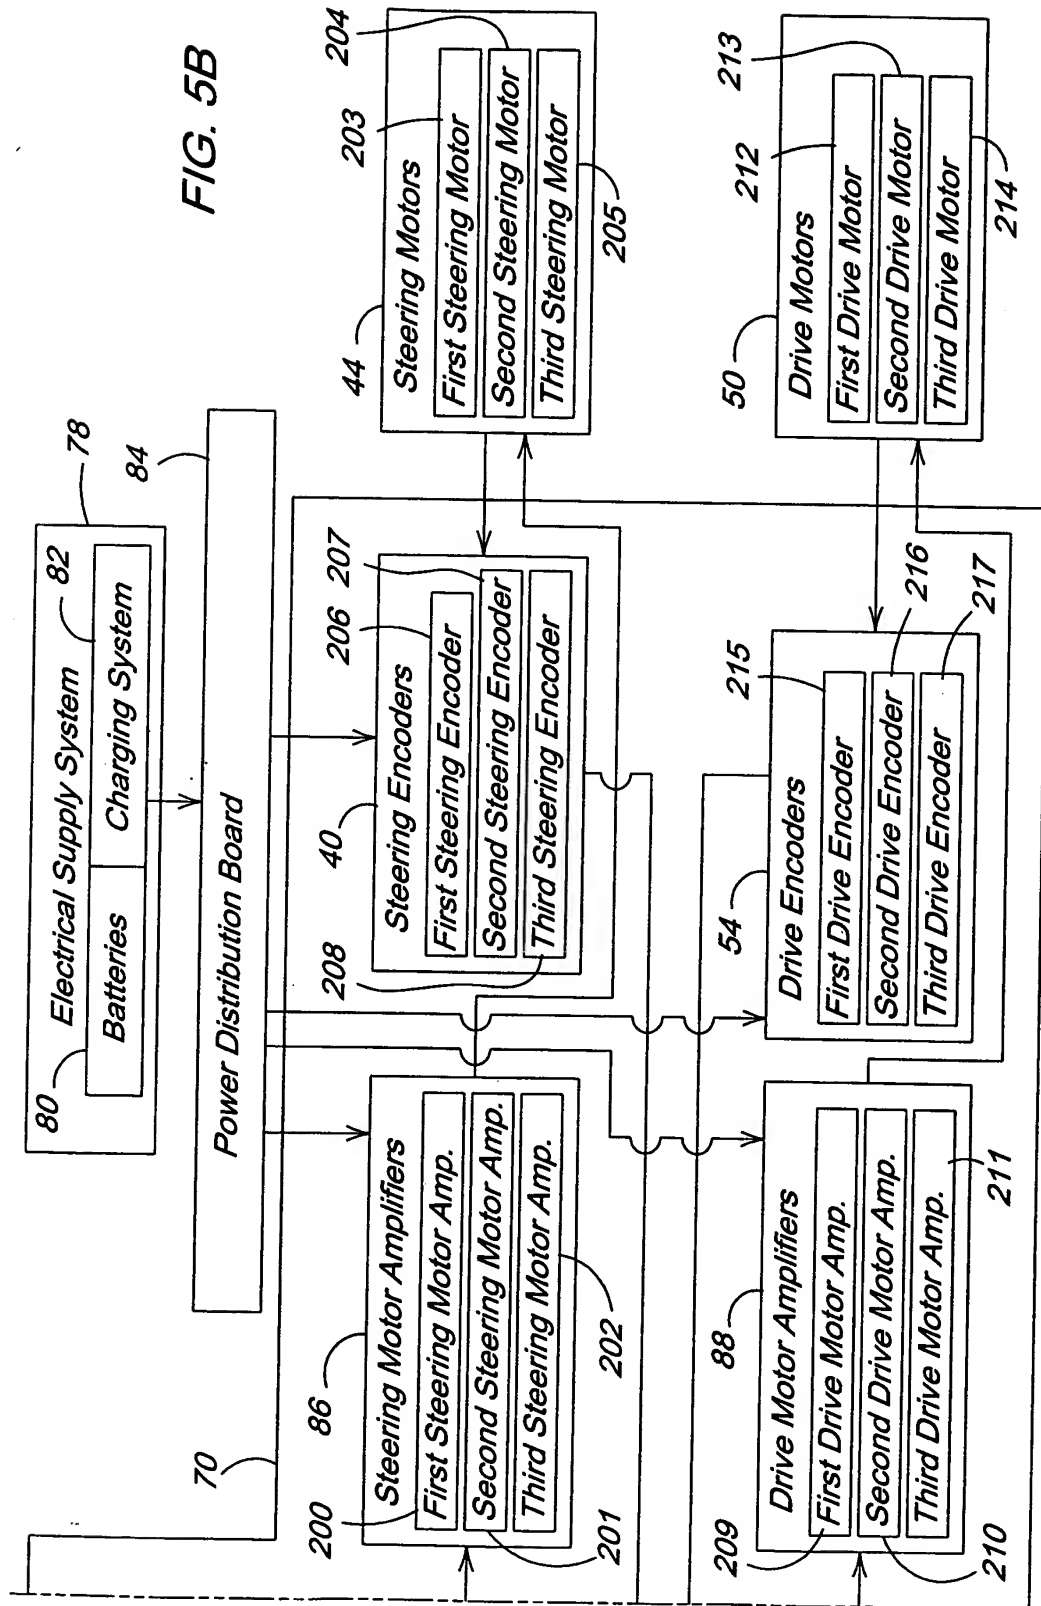 FIG. 5B
78
Electrical Supply System
80
Batteries
82
Charging System
84
Power Distribution Board
70
86
Steering Motor Amplifiers
200
First Steering Motor Amp.
Second Steering Motor Amp.
201
Third Steering Motor Amp.
202
40
Steering Encoders
206
First Steering Encoder
207
Second Steering Encoder
208
Third Steering Encoder
44
Steering Motors
203
First Steering Motor
204
Second Steering Motor
Third Steering Motor
205
88
Drive Motor Amplifiers
209
First Drive Motor Amp.
Second Drive Motor Amp.
210
Third Drive Motor Amp.
211
54
Drive Encoders
215
First Drive Encoder
Second Drive Encoder
216
Third Drive Encoder
217
50
Drive Motors
212
First Drive Motor
213
Second Drive Motor
Third Drive Motor
214